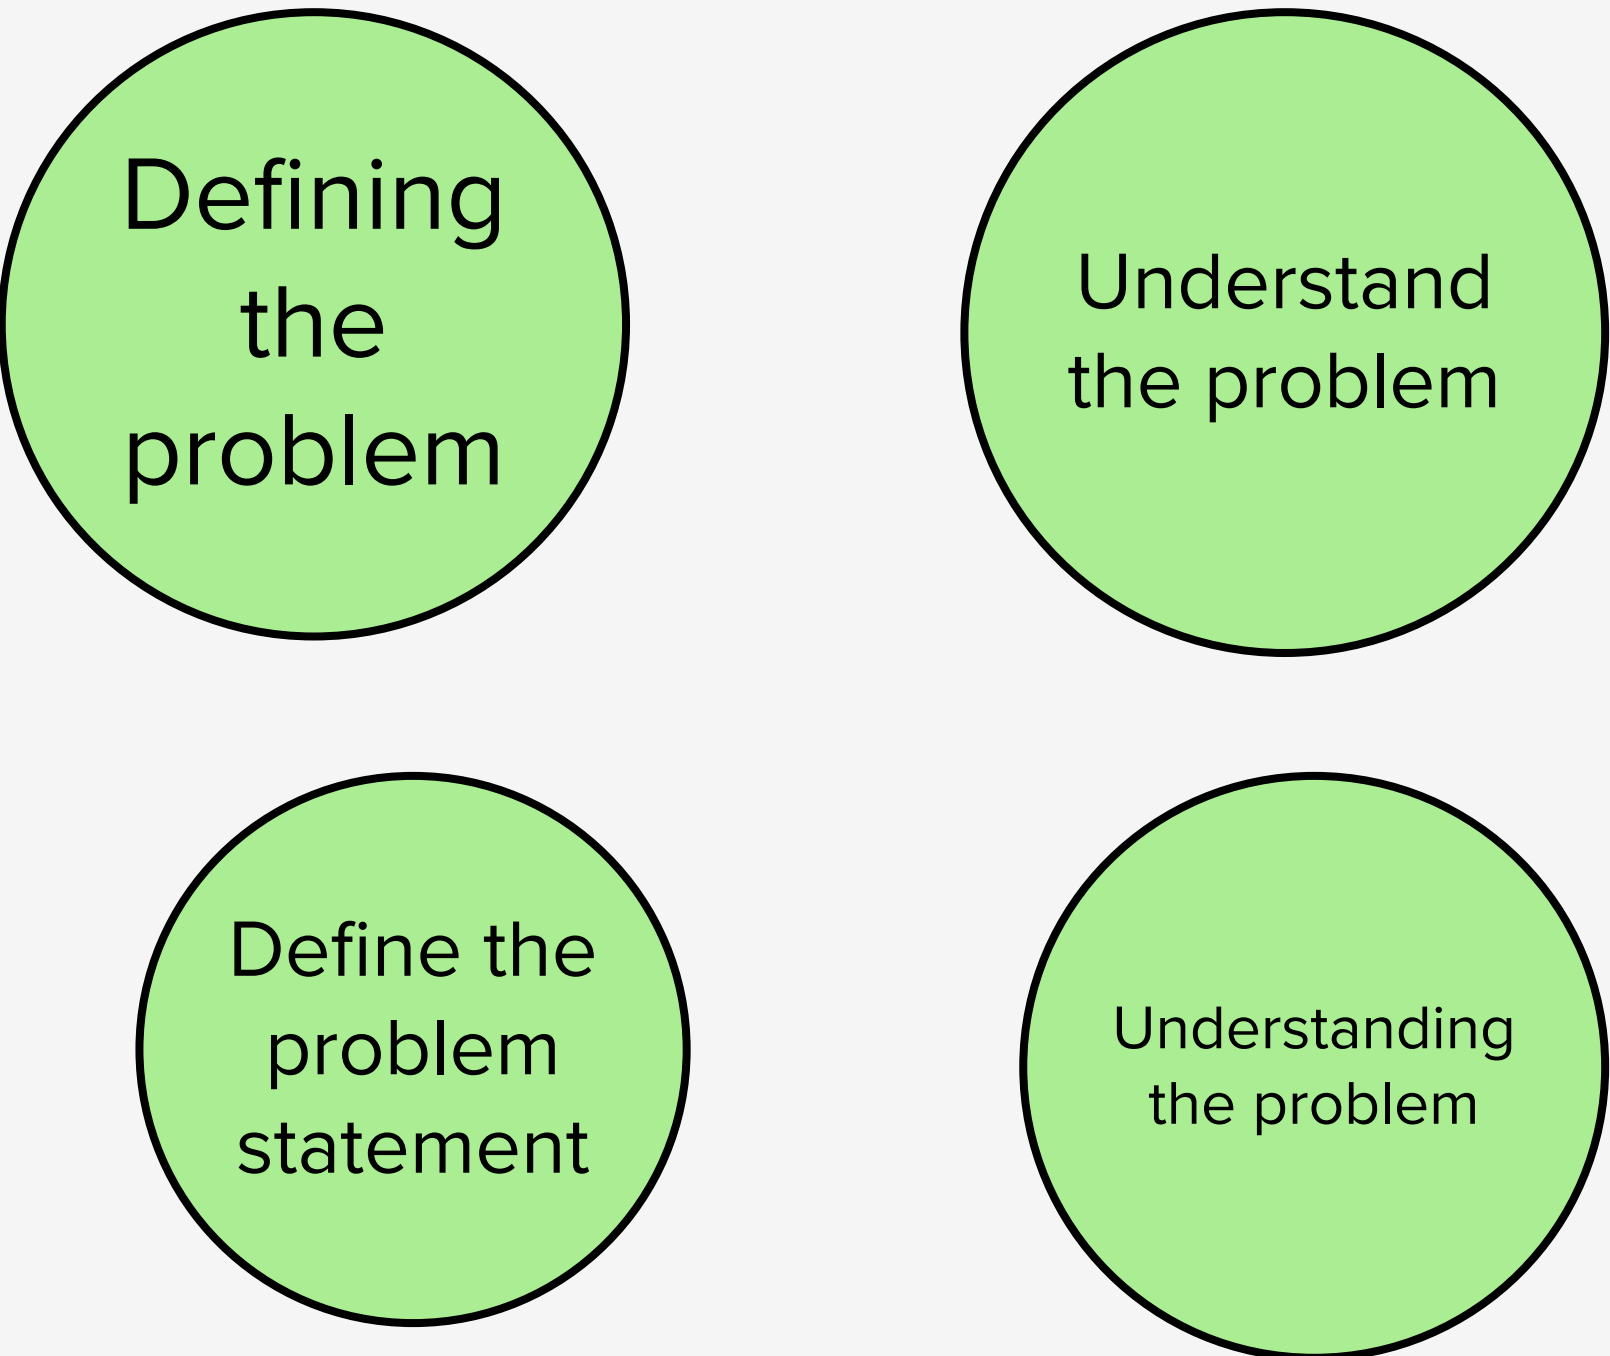 Defining
the
problem
Understand
the problem
Define the
problem
statement
Understanding
the problem